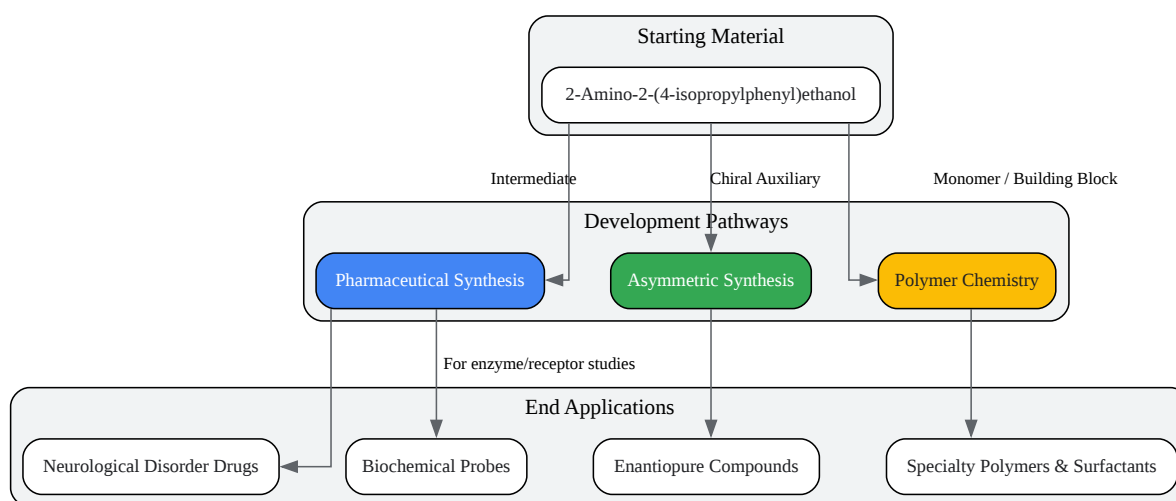 Starting Material
2-Amino-2-(4-isopropylphenyl)ethanol
Intermediate
Chiral Auxiliary
Monomer / Building Block
Development Pathways
Pharmaceutical Synthesis
Asymmetric Synthesis
Polymer Chemistry
For enzyme/receptor studies
End Applications
Neurological Disorder Drugs
Biochemical Probes
Enantiopure Compounds
Specialty Polymers & Surfactants